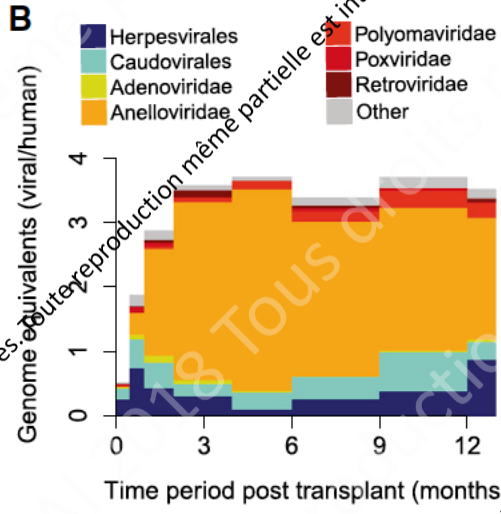 B
Herpesvirales
Caudovirales
Adenoviridae
Anelloviridae
Polyomaviridae
Poxviridae
Retroviridae
Other
Genome equivalents (viral/human)
4
3
2
1
0
0 3 6 9 12
Time period post transplant (months
es. Toute reproduction même partielle est in
2018 Tous droits